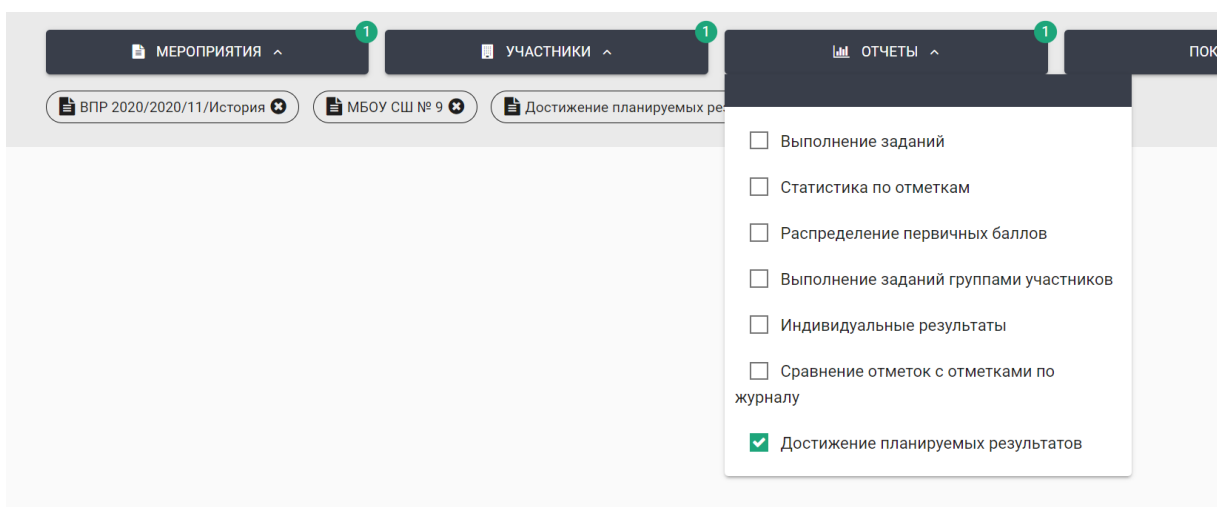 МЕРОПРИЯТИЯ 1
УЧАСТНИКИ 1
ОТЧЕТЫ 1
ПОК
ВПР 2020/2020/11/История
МБОУ СШ № 9
Достижение планируемых ре
Выполнение заданий
Статистика по отметкам
Распределение первичных баллов
Выполнение заданий группами участников
Индивидуальные результаты
Сравнение отметок с отметками по
журналу
Достижение планируемых результатов